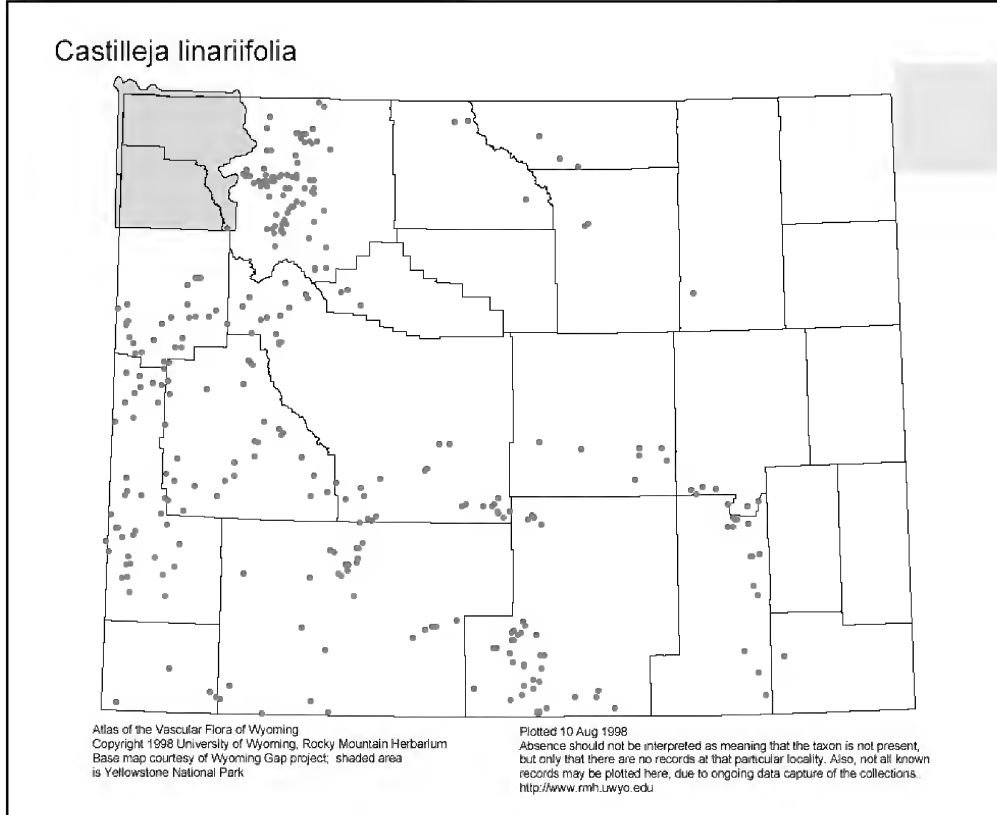 Castilleja linariifolia
Atlas of the Vascular Flora of Wyoming
Copyright 1998 University of Wyoming, Rocky Mountain Herbarium
Base map courtesy of Wyoming Gap project; shaded area
is Yellowstone National Park
Plotted 10 Aug 1998
Absence should not be interpreted as meaning that the taxon is not present,
but only that there are no records at that particular locality. Also, not all known
records may be plotted here, due to ongoing data capture of the collections.
http://www.rmh.uwyo.edu